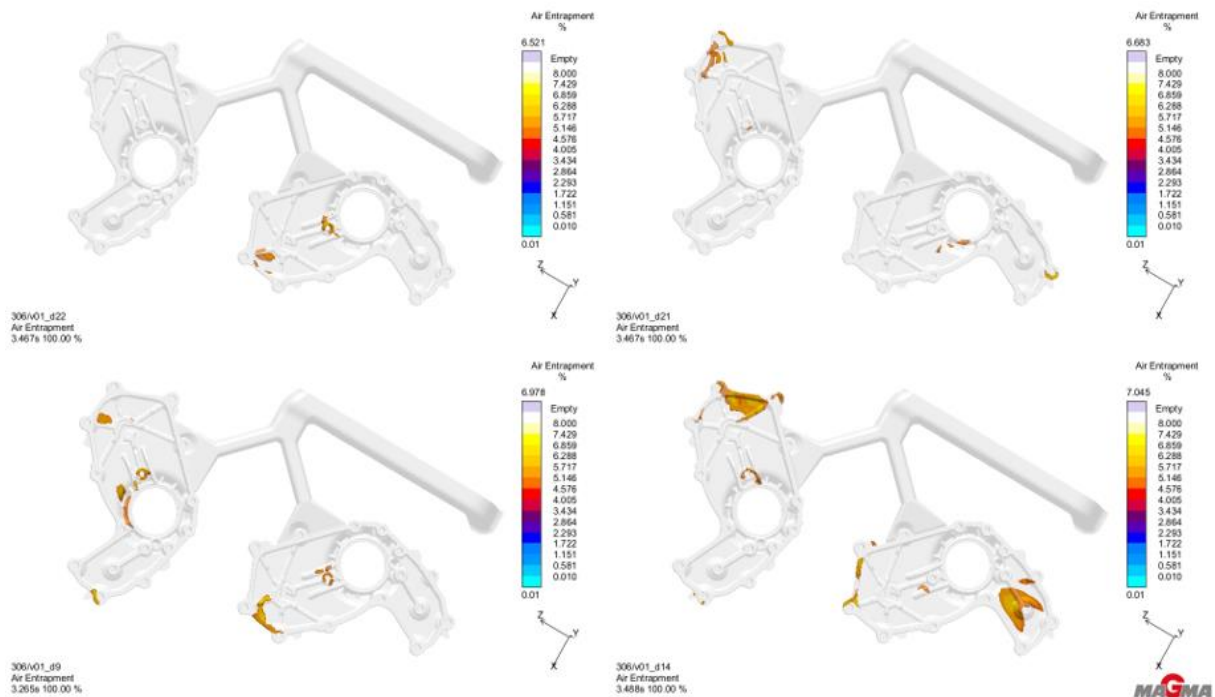 Air Entrapment
%
6.521
Empty
8.000
7.429
6.859
6.288
5.717
5.146
4.576
4.005
3.434
2.864
2.293
1.722
1.151
0.581
0.010
0.01
Z
Y
X
306/v01_d22
Air Entrapment
3.467s 100.00 %
Air Entrapment
%
6.683
Empty
8.000
7.429
6.859
6.288
5.717
5.146
4.576
4.005
3.434
2.864
2.293
1.722
1.151
0.581
0.010
0.01
Z
Y
X
306/v01_d21
Air Entrapment
3.467s 100.00 %
Air Entrapment
%
6.978
Empty
8.000
7.429
6.859
6.288
5.717
5.146
4.576
4.005
3.434
2.864
2.293
1.722
1.151
0.581
0.010
0.01
Z
Y
X
306/v01_d9
Air Entrapment
3.265s 100.00 %
Air Entrapment
%
7.045
Empty
8.000
7.429
6.859
6.288
5.717
5.146
4.576
4.005
3.434
2.864
2.293
1.722
1.151
0.581
0.010
0.01
Z
Y
X
306/v01_d14
Air Entrapment
3.488s 100.00 %
MAGMA